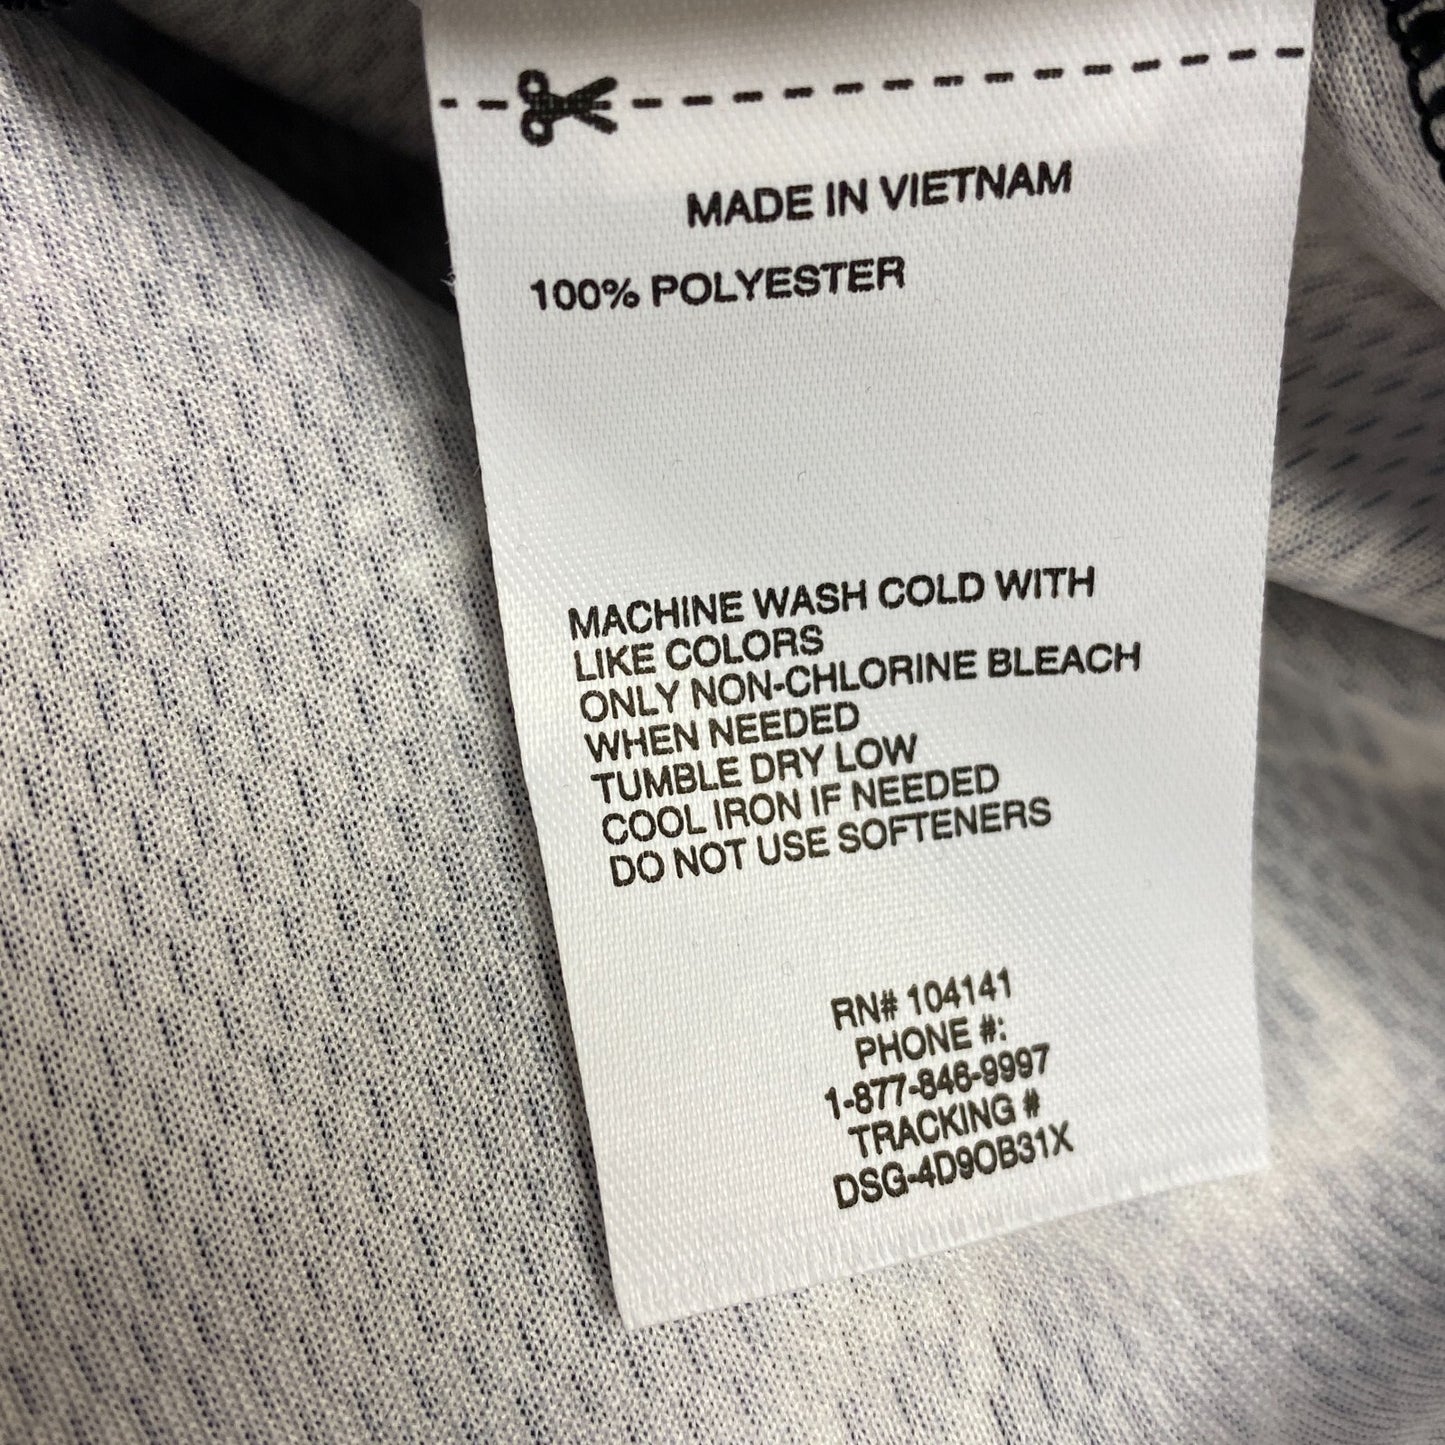 MADE IN VIETNAM
100% POLYESTER
MACHINE WASH COLD WITH
LIKE COLORS
ONLY NON-CHLORINE BLEACH
WHEN NEEDED
TUMBLE DRY LOW
COOL IRON IF NEEDED
DO NOT USE SOFTENERS
RN# 104141
PHONE #:
1-877-846-9997
TRACKING #
DSG-4D9OB31X